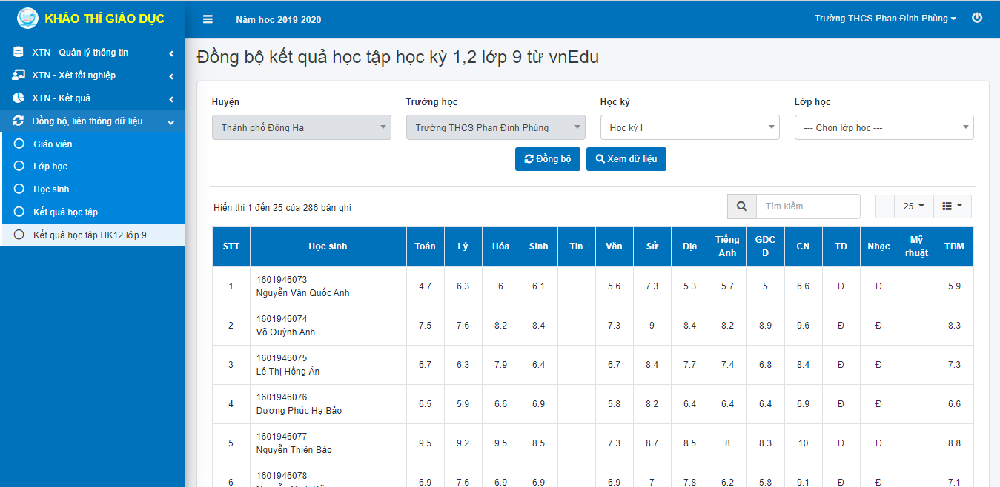 KHẢO THÍ GIÁO DỤC
Năm học 2019-2020
Trường THCS Phan Đình Phùng
XTN - Quản lý thông tin
XTN - Xét tốt nghiệp
XTN - Kết quả
Đồng bộ, liên thông dữ liệu
Giáo viên
Lớp học
Học sinh
Kết quả học tập
Kết quả học tập HK12 lớp 9
Đồng bộ kết quả học tập học kỳ 1,2 lớp 9 từ vnEdu
Huyện Trường học Học kỳ Lớp học
Thành phố Đông Hà Trường THCS Phan Đình Phùng Học kỳ I --- Chọn lớp học ---
Đồng bộ Xem dữ liệu
Hiển thị 1 đến 25 của 286 bản ghi Tìm kiếm 25
STT Học sinh Toán Lý Hóa Sinh Tin Văn Sử Địa Tiếng Anh GDC D CN TD Nhạc Mỹ rhuật TBM
1 1601946073 Nguyễn Văn Quốc Anh 4.7 6.3 6 6.1 5.6 7.3 5.3 5.7 5 6.6 Đ Đ 5.9
2 1601946074 Võ Quỳnh Anh 7.5 7.6 8.2 8.4 7.3 9 8.4 8.2 8.9 9.6 Đ Đ 8.3
3 1601946075 Lê Thị Hồng Ân 6.7 6.3 7.9 6.4 6.7 8.4 7.7 7.4 6.8 8.4 Đ Đ 7.3
4 1601946076 Dương Phúc Hạ Bảo 6.5 5.9 6.6 6.9 5.8 8.2 6.4 6.4 6.4 6.9 Đ Đ 6.6
5 1601946077 Nguyễn Thiên Bảo 9.5 9.2 9.5 8.5 7.3 8.7 8.5 8 8.3 10 Đ Đ 8.8
6 1601946078 6.9 7.6 6.9 6.9 6.9 7 7.8 6.2 5.8 9.1 Đ Đ 7.1